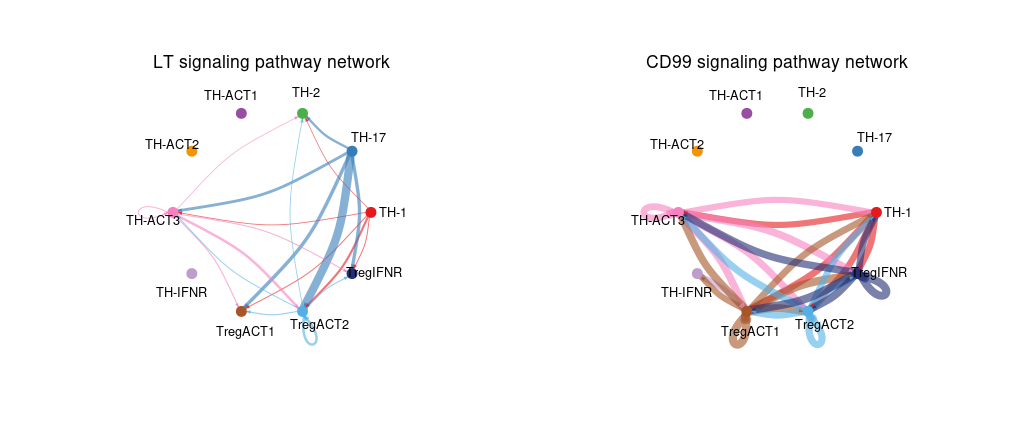 LT signaling pathway network
TH-ACT1
TH-2
TH-ACT2
TH-17
TH-ACT3
TH-1
TH-IFNR
TregIFNR
TregACT1
TregACT2
CD99 signaling pathway network
TH-ACT1
TH-2
TH-ACT2
TH-17
TH-ACT3
TH-1
TH-IFNR
TregIFNR
TregACT1
TregACT2